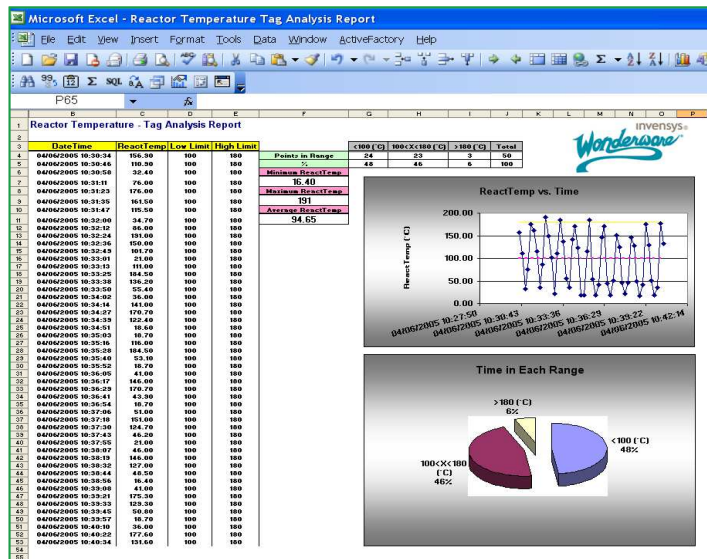 Microsoft Excel - Reactor Temperature Tag Analysis Report
File Edit View Insert Format Tools Data Window ActiveFactory Help
P65
fx
B C D E F G H I J K L M N O P
Reactor Temperature - Tag Analysis Report
invensys
Wonderware
DateTime ReactTemp Low Limit High Limit
<100 (°C) 100<X<180 (°C) >180 (°C) Total
Points in Range 24 23 3 50
% 48 46 6 100
Minimum ReactTemp
16.40
Maximum ReactTemp
191
Average ReactTemp
94.65
04/06/2005 10:30:34 156.90 100 180
04/06/2005 10:30:46 110.90 100 180
04/06/2005 10:30:58 32.40 100 180
04/06/2005 10:31:11 76.00 100 180
04/06/2005 10:31:23 176.00 100 180
04/06/2005 10:31:35 161.50 100 180
04/06/2005 10:31:47 115.50 100 180
04/06/2005 10:32:00 34.70 100 180
04/06/2005 10:32:12 86.00 100 180
04/06/2005 10:32:24 191.00 100 180
04/06/2005 10:32:36 150.00 100 180
04/06/2005 10:32:49 101.70 100 180
04/06/2005 10:33:01 21.00 100 180
04/06/2005 10:33:13 111.00 100 180
04/06/2005 10:33:25 184.50 100 180
04/06/2005 10:33:38 136.20 100 180
04/06/2005 10:33:50 55.40 100 180
04/06/2005 10:34:02 36.00 100 180
04/06/2005 10:34:14 141.00 100 180
04/06/2005 10:34:27 170.70 100 180
04/06/2005 10:34:39 122.40 100 180
04/06/2005 10:34:51 18.60 100 180
04/06/2005 10:35:03 18.70 100 180
04/06/2005 10:35:16 116.00 100 180
04/06/2005 10:35:28 184.50 100 180
04/06/2005 10:35:40 53.10 100 180
04/06/2005 10:35:52 18.70 100 180
04/06/2005 10:36:05 41.00 100 180
04/06/2005 10:36:17 146.00 100 180
04/06/2005 10:36:29 170.70 100 180
04/06/2005 10:36:41 43.90 100 180
04/06/2005 10:36:54 18.70 100 180
04/06/2005 10:37:06 51.00 100 180
04/06/2005 10:37:18 151.00 100 180
04/06/2005 10:37:30 124.70 100 180
04/06/2005 10:37:43 46.20 100 180
04/06/2005 10:37:55 21.00 100 180
04/06/2005 10:38:07 46.00 100 180
04/06/2005 10:38:19 146.00 100 180
04/06/2005 10:38:32 127.00 100 180
04/06/2005 10:38:44 48.50 100 180
04/06/2005 10:38:56 16.40 100 180
04/06/2005 10:39:08 41.00 100 180
04/06/2005 10:39:21 175.30 100 180
04/06/2005 10:39:33 129.30 100 180
04/06/2005 10:39:45 50.80 100 180
04/06/2005 10:39:57 18.70 100 180
04/06/2005 10:40:10 36.00 100 180
04/06/2005 10:40:22 177.60 100 180
04/06/2005 10:40:34 131.60 100 180
ReactTemp vs. Time
ReactTemp (°C)
200.00
150.00
100.00
50.00
0.00
04/06/2005 10:27:50
04/06/2005 10:30:43
04/06/2005 10:33:36
04/06/2005 10:36:29
04/06/2005 10:39:22
04/06/2005 10:42:14
Time in Each Range
>180 (°C)
6%
<100 (°C)
48%
100<X<180
(°C)
46%